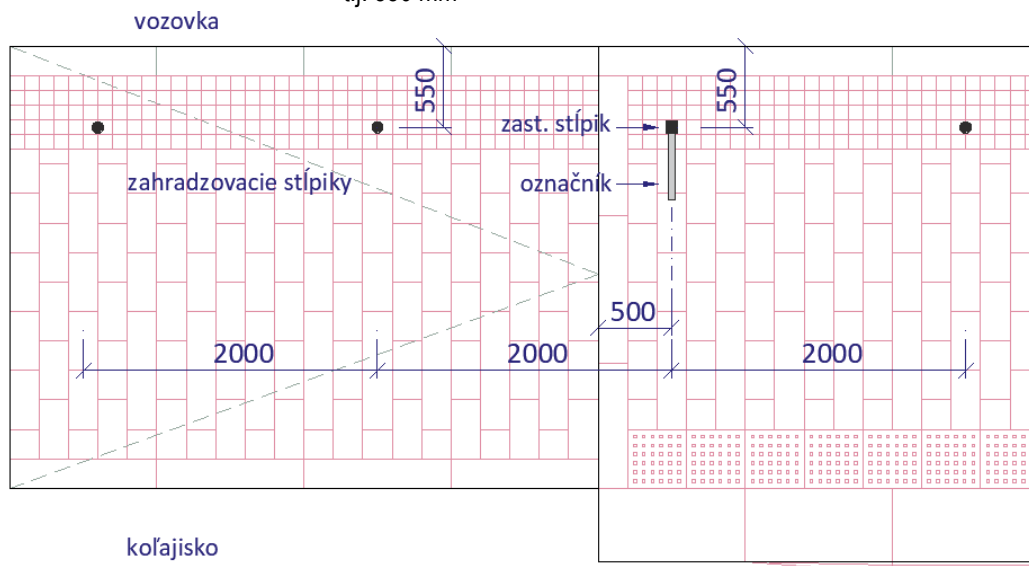 vozovka
550
550
zast. stĺpik
zahradzovacie stĺpiky
označník
500
2000
2000
2000
koľajisko